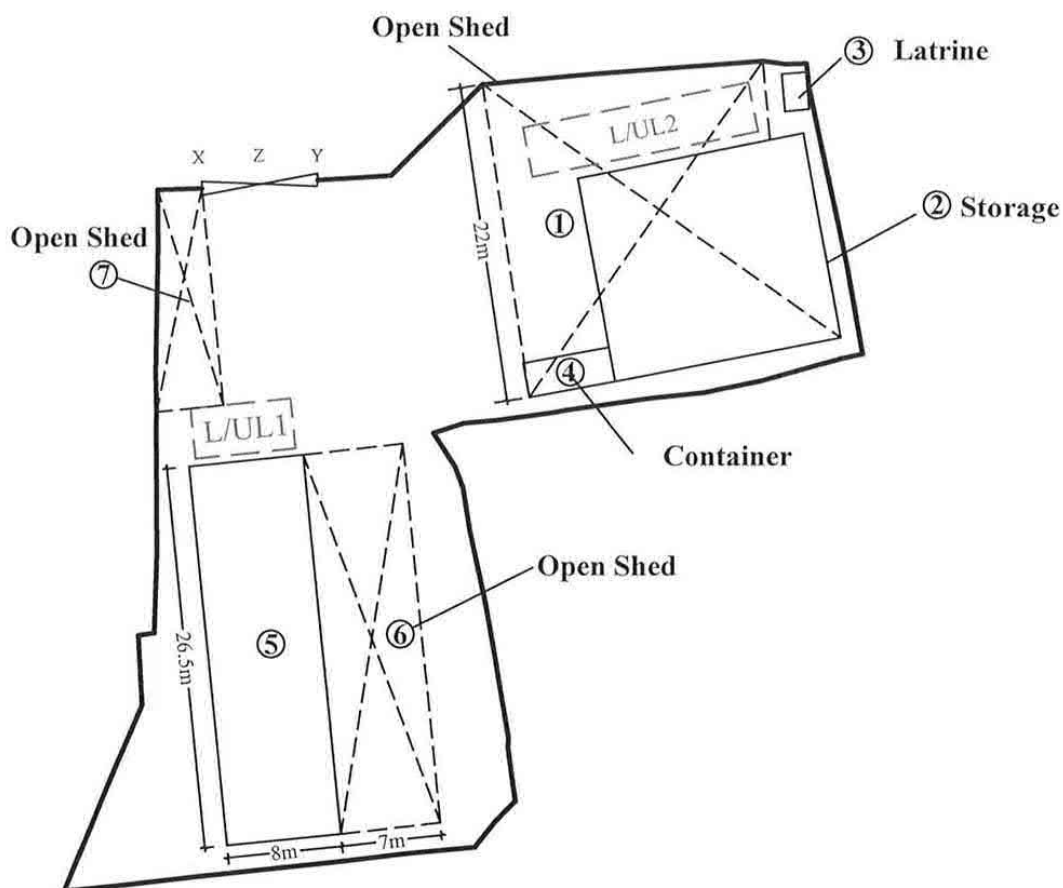 Open Shed
③ Latrine
L/UL2
X Z Y
①
② Storage
Open Shed
22m
⑦
④
L/UL1
Container
Open Shed
⑤
⑥
26.5m
8m
7m